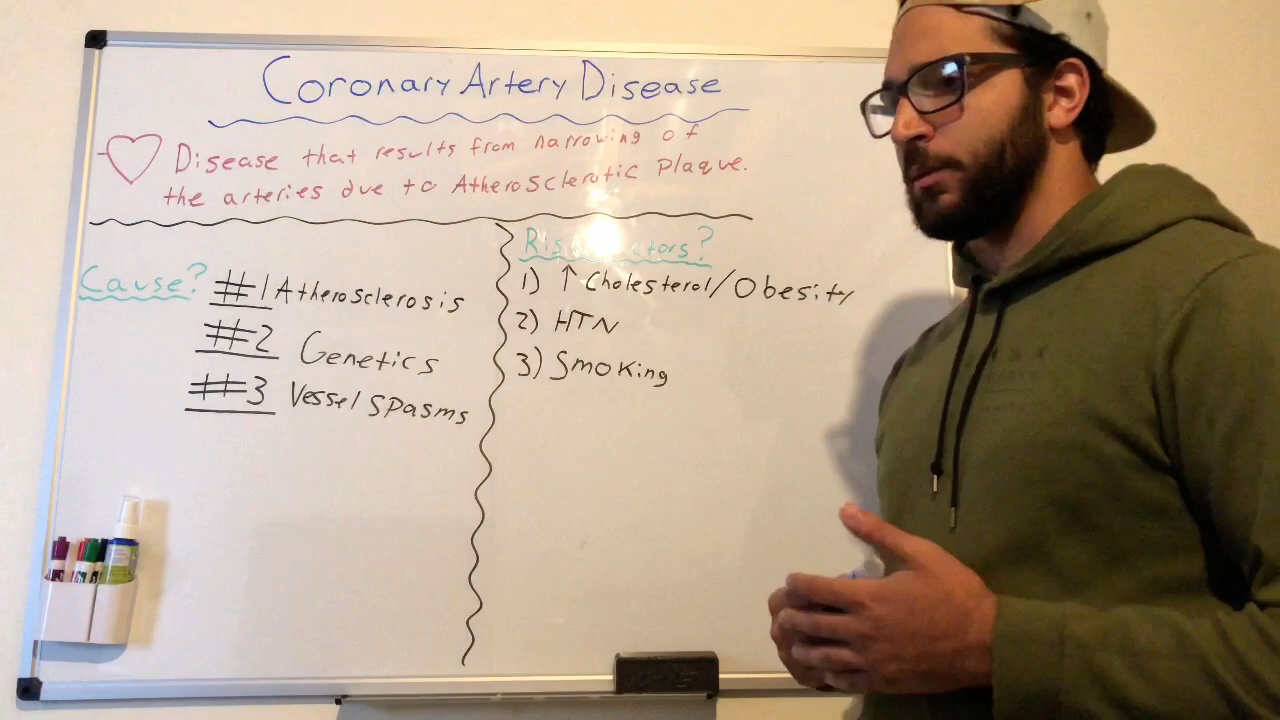 Coronary Artery Disease
Disease that results from narrowing of
the arteries due to Atherosclerotic Plaque.
Cause?
#1 Atherosclerosis
#2 Genetics
#3 Vessel Spasms
Risk Factors?
1) ↑ Cholesterol/Obesity
2) HTN
3) Smoking